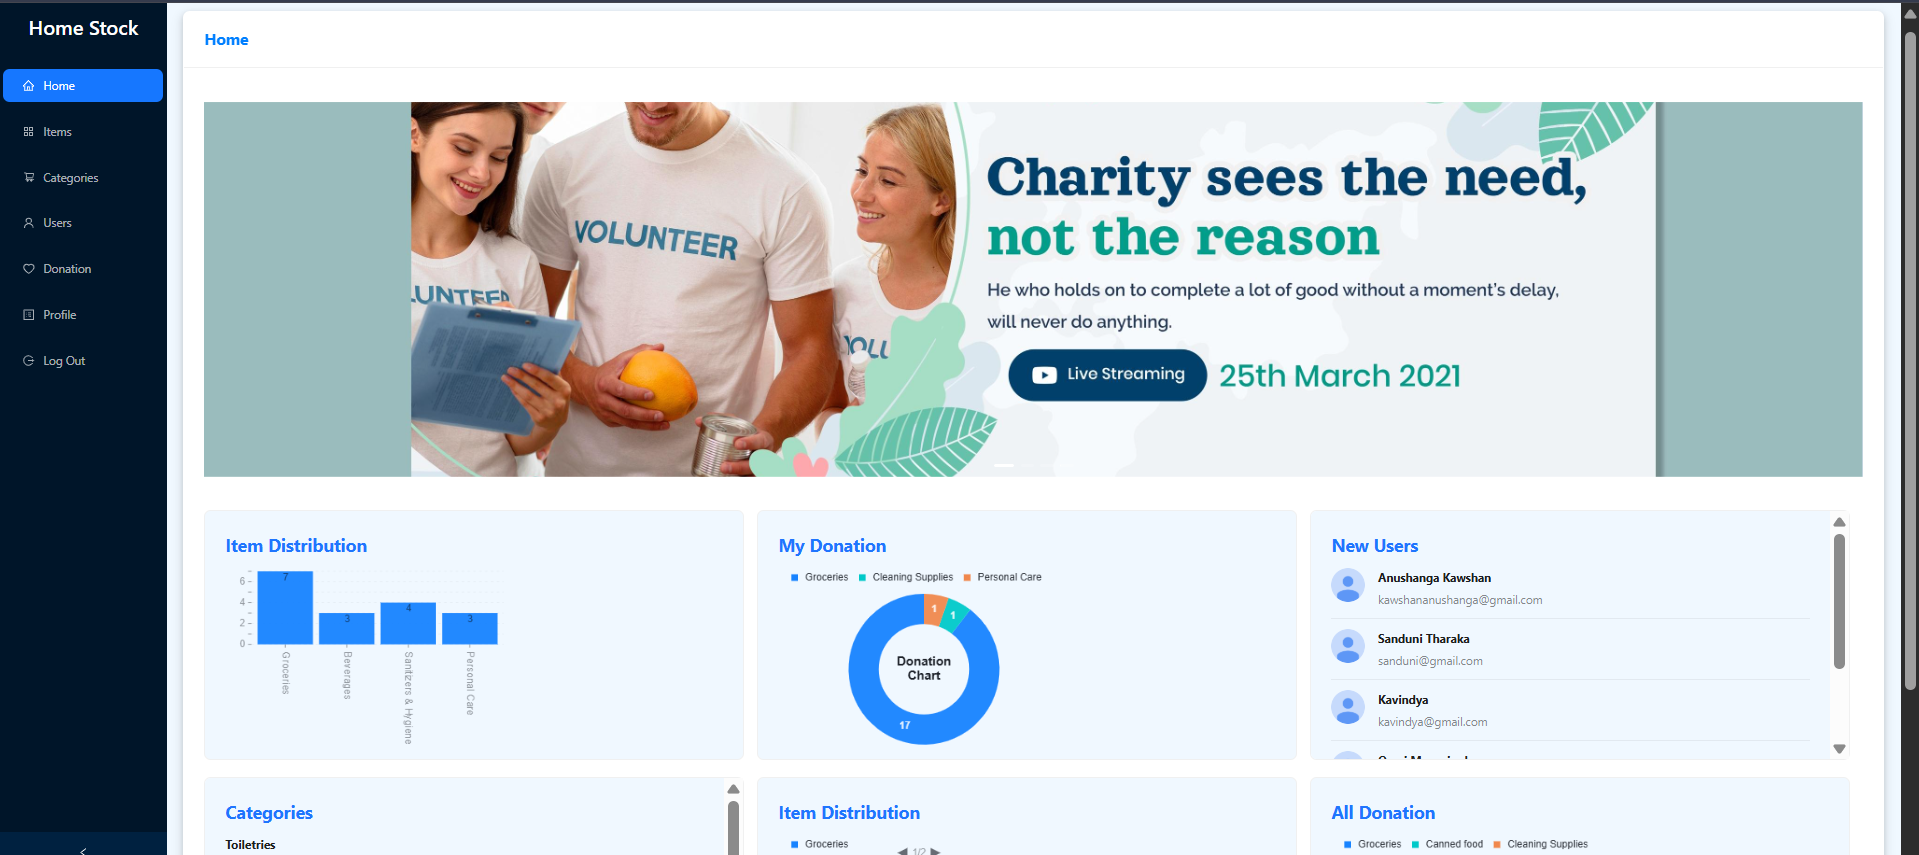 Home Stock
Home
Items
Categories
Users
Donation
Profile
Log Out
Home
VOLUNTEER
Charity sees the need,
not the reason
He who holds on to complete a lot of good without a moment's delay,
will never do anything.
Live Streaming
25th March 2021
Item Distribution
6
4
2
0
7
3
4
3
Groceries
Beverages
Sanitizers & Hygiene
Personal Care
My Donation
Groceries Cleaning Supplies Personal Care
1
1
Donation
Chart
17
New Users
Anushanga Kawshan
kawshananushanga@gmail.com
Sanduni Tharaka
sanduni@gmail.com
Kavindya
kavindya@gmail.com
Categories
Toiletries
Item Distribution
Groceries
1/2
All Donation
Groceries Canned food Cleaning Supplies